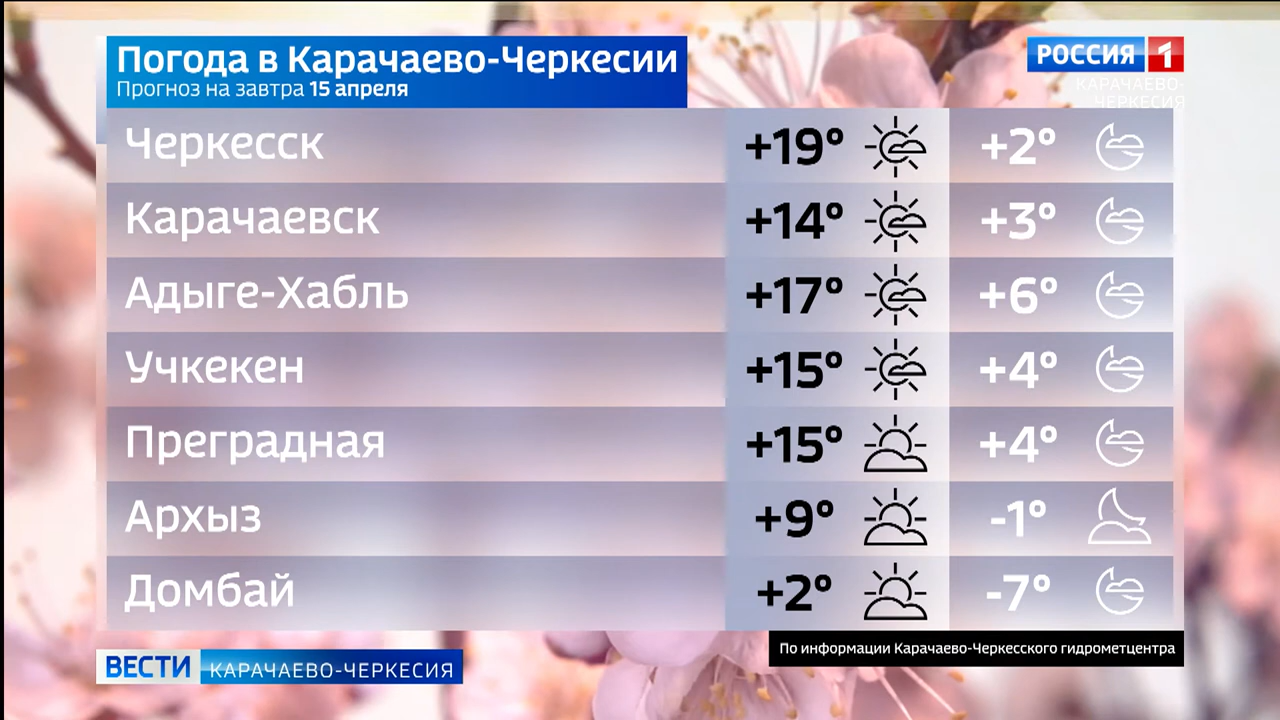 Погода в Карачаево-Черкесии
Прогноз на завтра 15 апреля
РОССИЯ 1
КАРАЧАЕВО-
ЧЕРКЕСИЯ
Черкесск +19° +2°
Карачаевск +14° +3°
Адыге-Хабль +17° +6°
Учкекен +15° +4°
Преградная +15° +4°
Архыз +9° -1°
Домбай +2° -7°
По информации Карачаево-Черкесского гидрометцентра
ВЕСТИ КАРАЧАЕВО-ЧЕРКЕСИЯ